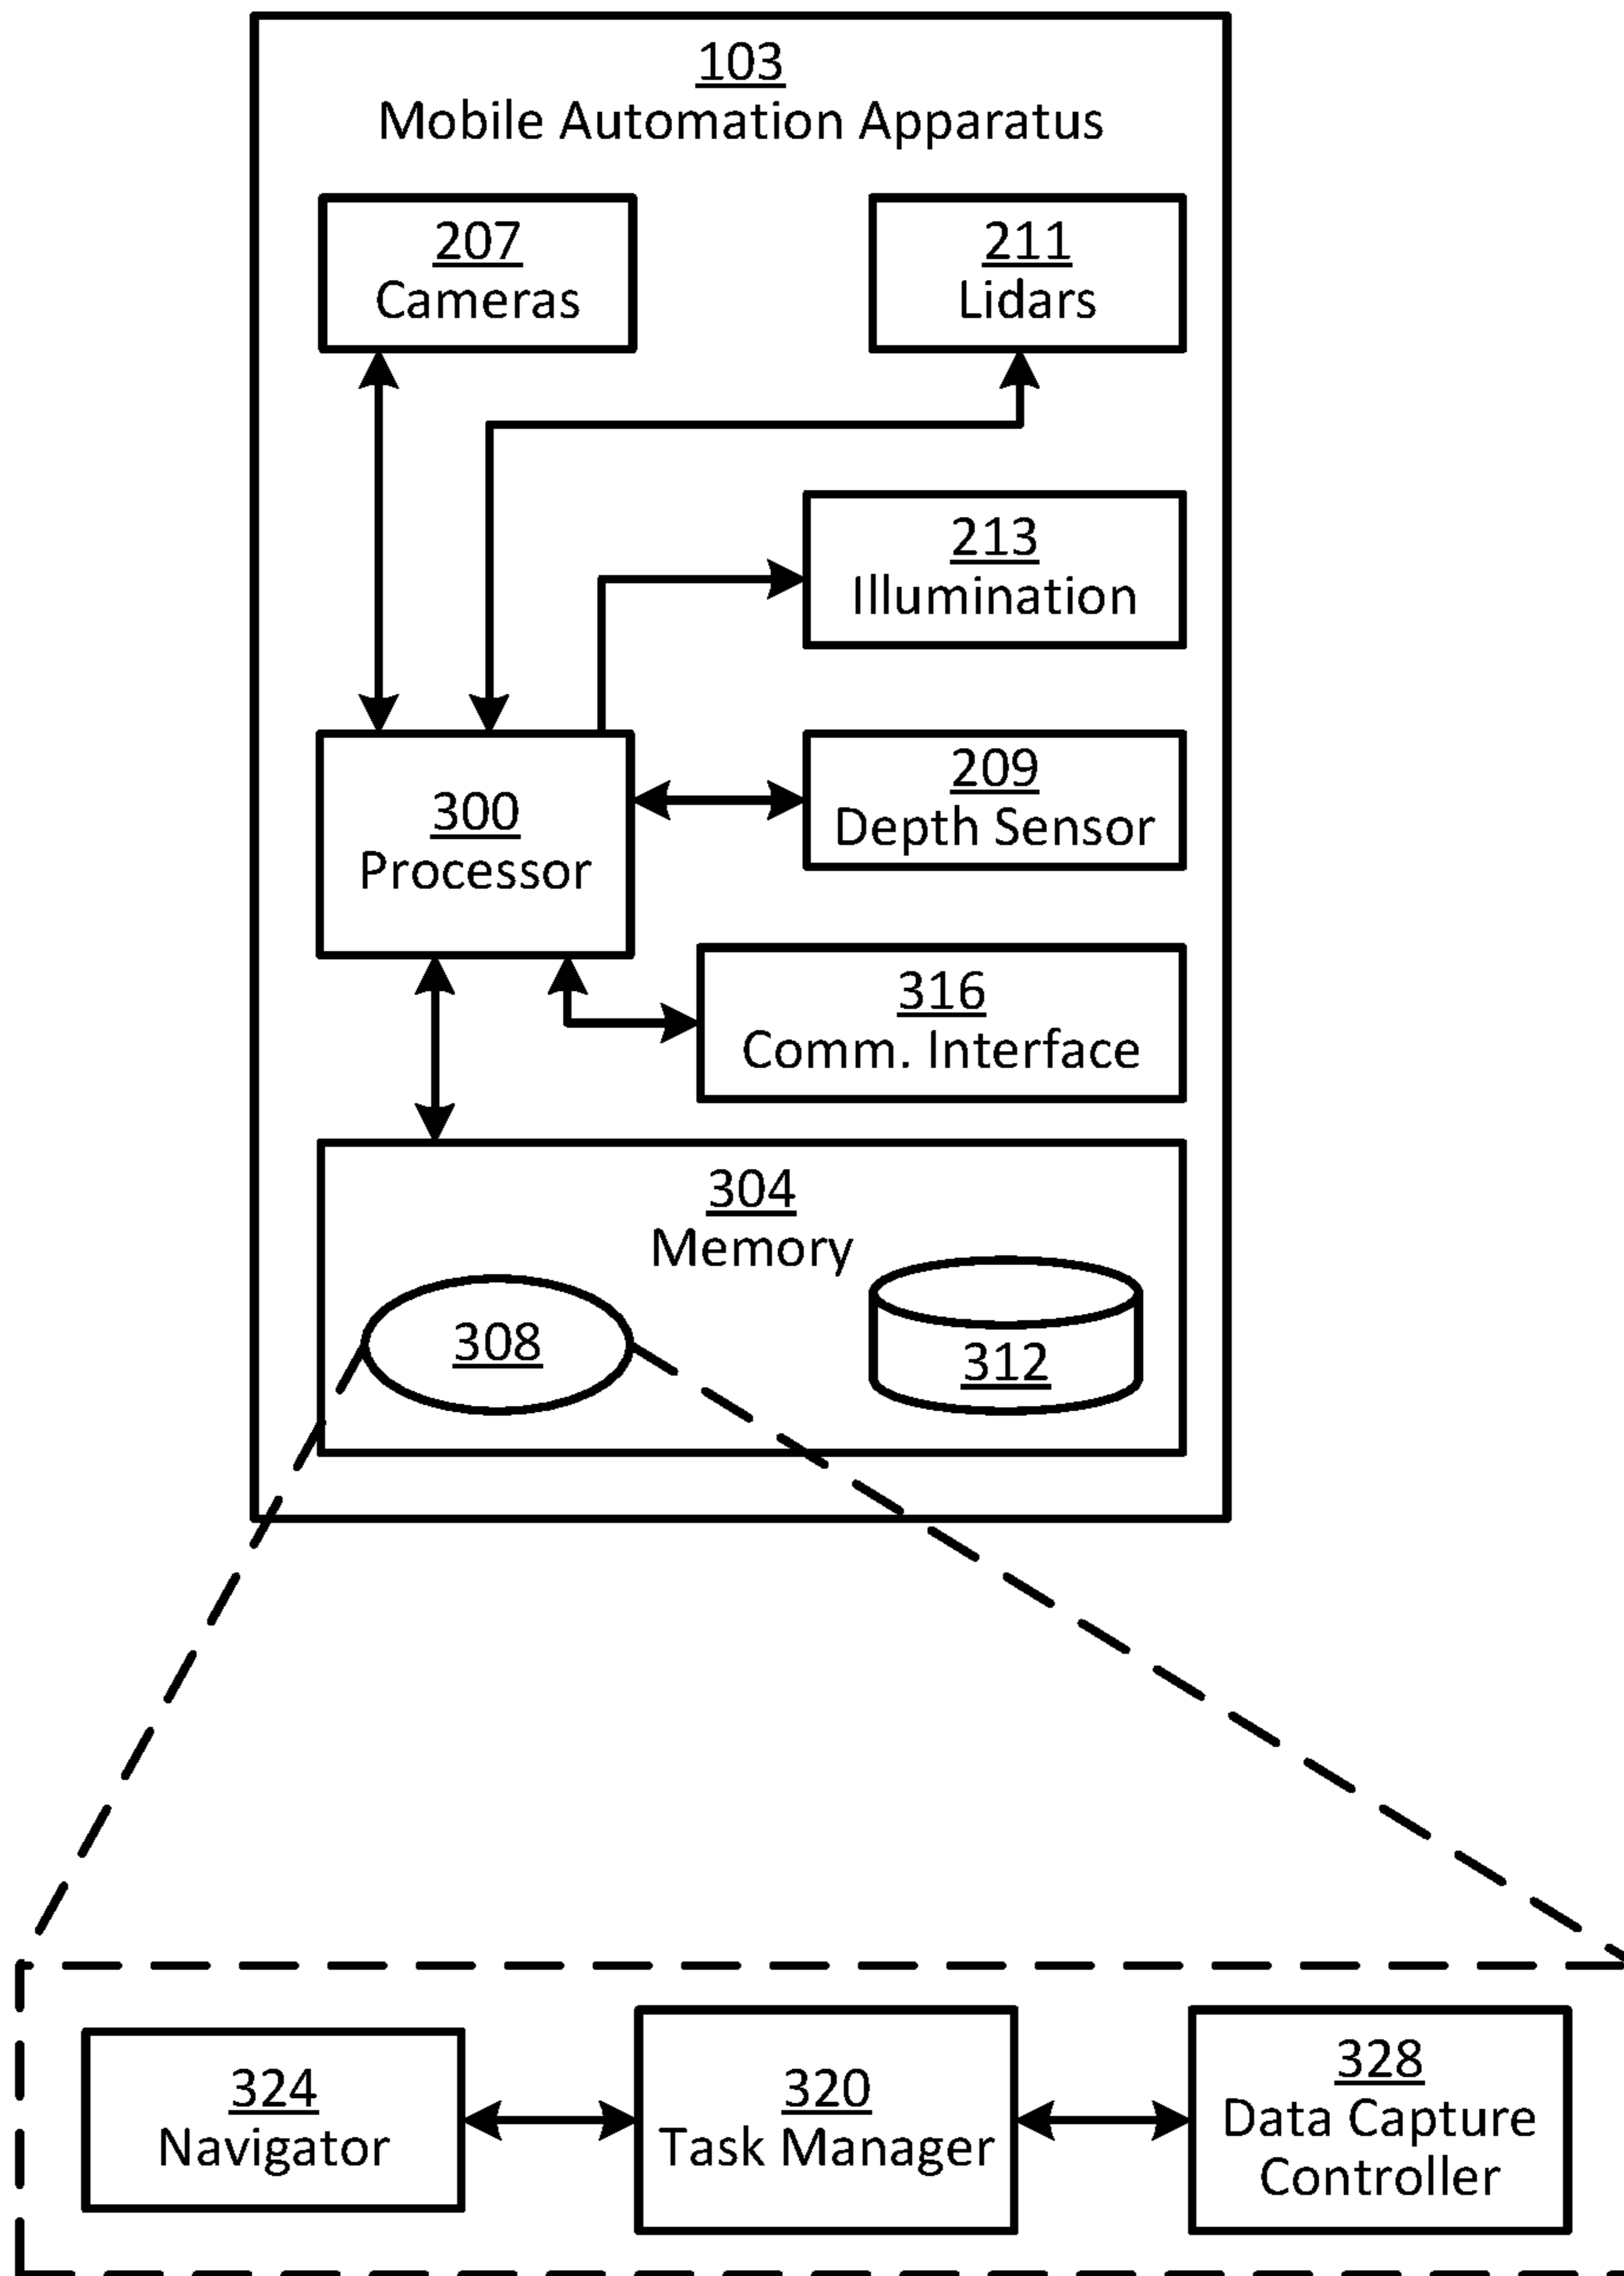 103
Mobile Automation Apparatus
207
Cameras
211
Lidars
213
Illumination
300
Processor
209
Depth Sensor
316
Comm. Interface
304
Memory
308
312
324
Navigator
320
Task Manager
328
Data Capture
Controller